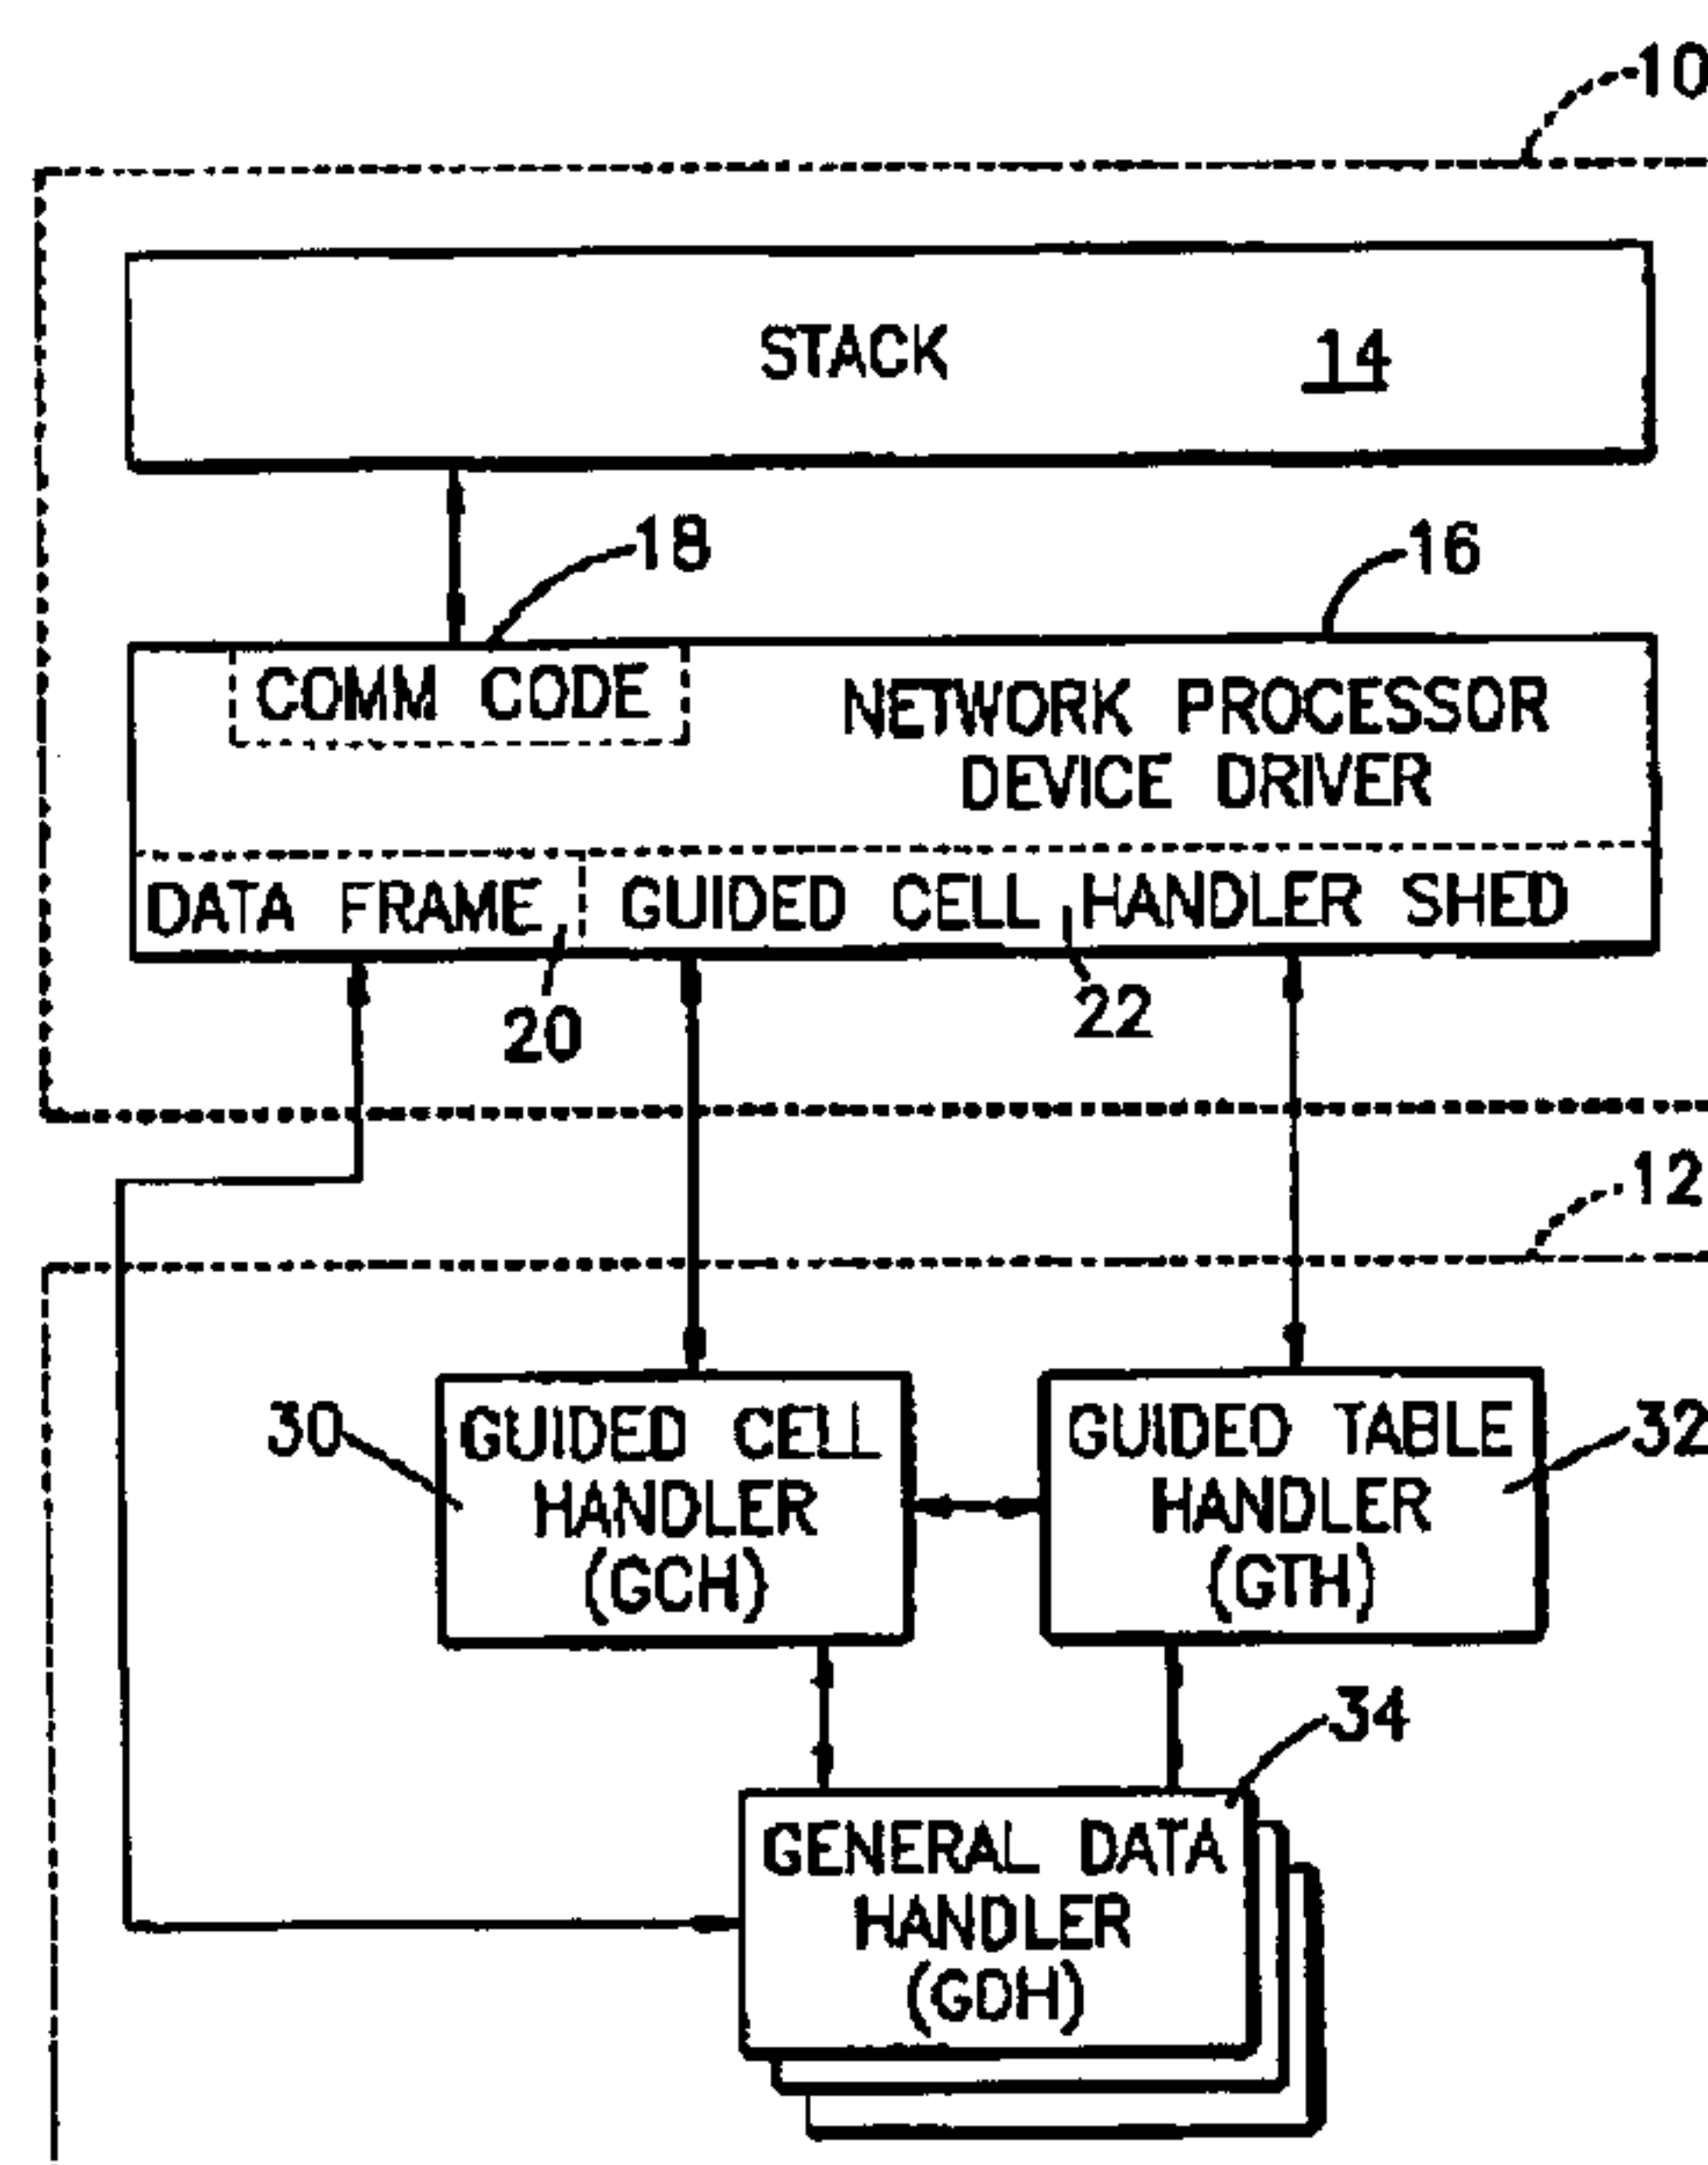 10
STACK 14
18
16
COMM CODE
NETWORK PROCESSOR
DEVICE DRIVER
DATA FRAME
GUIDED CELL HANDLER SHED
20
22
12
30
GUIDED CELL
HANDLER
(GCH)
GUIDED TABLE
HANDLER
(GTH)
32
34
GENERAL DATA
HANDLER
(GDH)